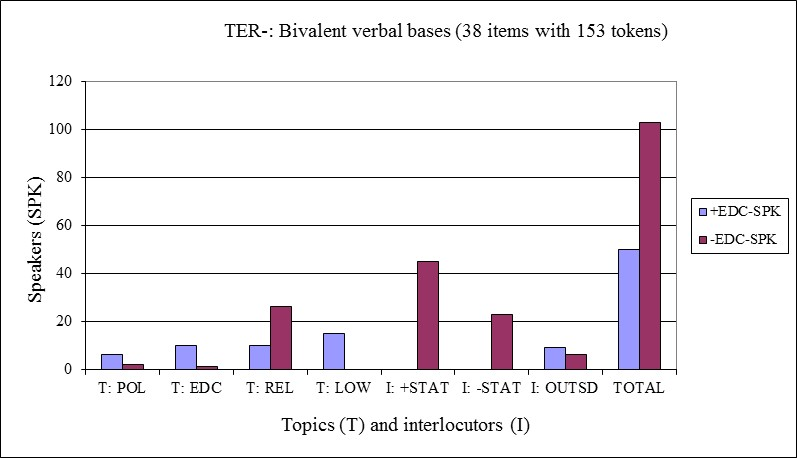 TER-: Bivalent verbal bases (38 items with 153 tokens)
120
100
80
60
40
20
0
Speakers (SPK)
T: POL T: EDC T: REL T: LOW I: +STAT I: -STAT I: OUTSD TOTAL
Topics (T) and interlocutors (I)
+EDC-SPK
-EDC-SPK